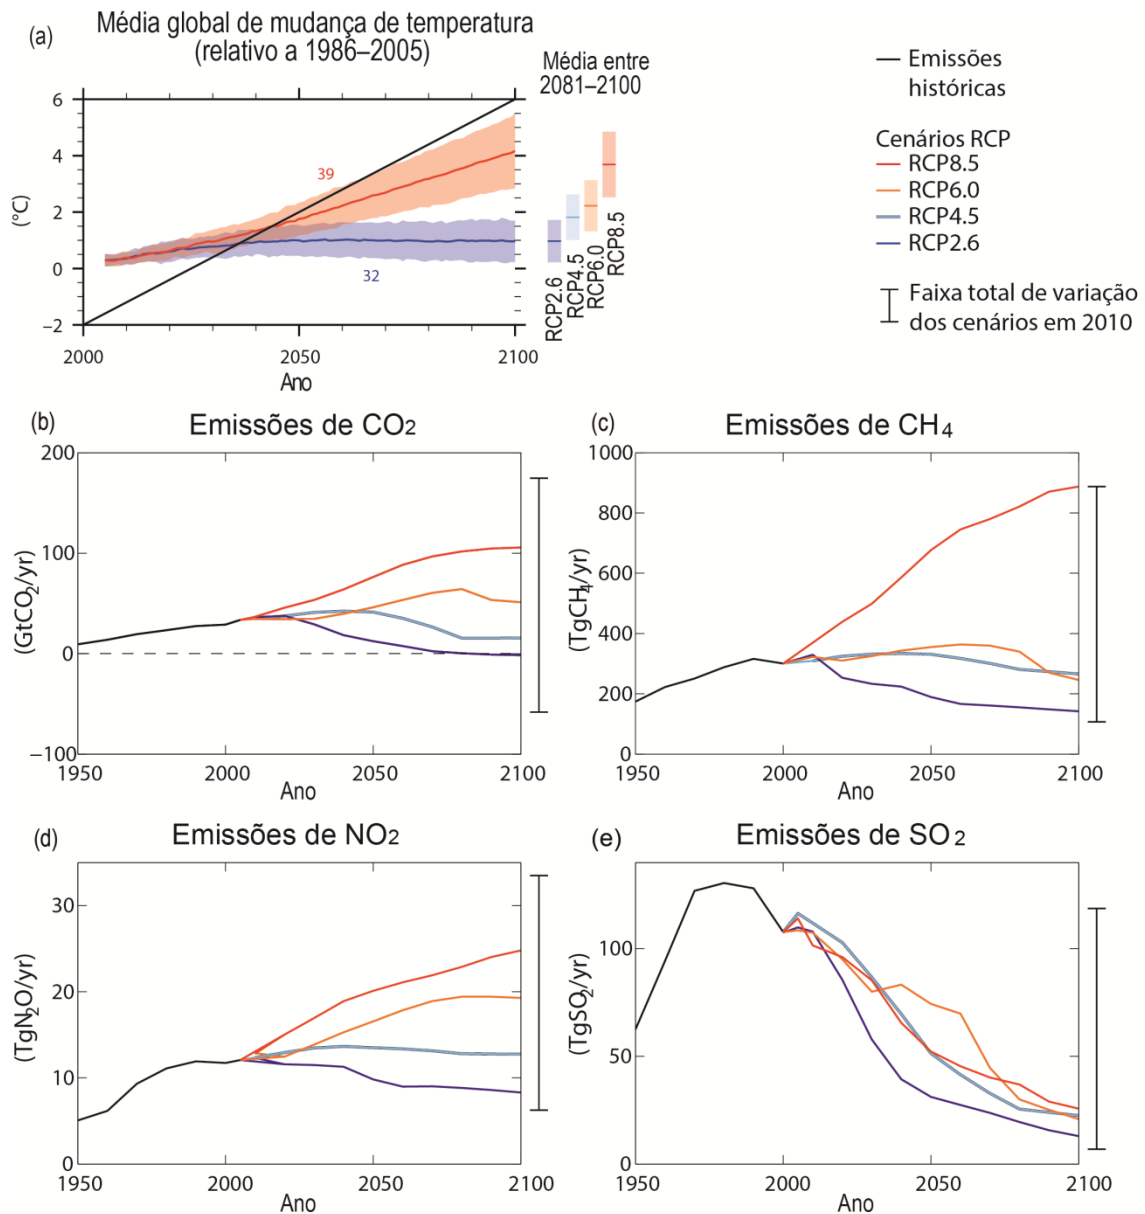 (a)
Média global de mudança de temperatura
(relativo a 1986–2005)
Média entre
2081–2100
(°C)
6
4
2
0
−2
39
32
2000
2050
2100
Ano
RCP2.6
RCP4.5
RCP6.0
RCP8.5
Emissões
históricas
Cenários RCP
RCP8.5
RCP6.0
RCP4.5
RCP2.6
Faixa total de variação
dos cenários em 2010
(b)
Emissões de CO2
(GtCO2/yr)
200
100
0
−100
1950
2000
2050
2100
Ano
(c)
Emissões de CH4
(TgCH4/yr)
1000
800
600
400
200
0
1950
2000
2050
2100
Ano
(d)
Emissões de NO2
(TgN2O/yr)
30
20
10
0
1950
2000
2050
2100
Ano
(e)
Emissões de SO2
(TgSO2/yr)
100
50
0
1950
2000
2050
2100
Ano